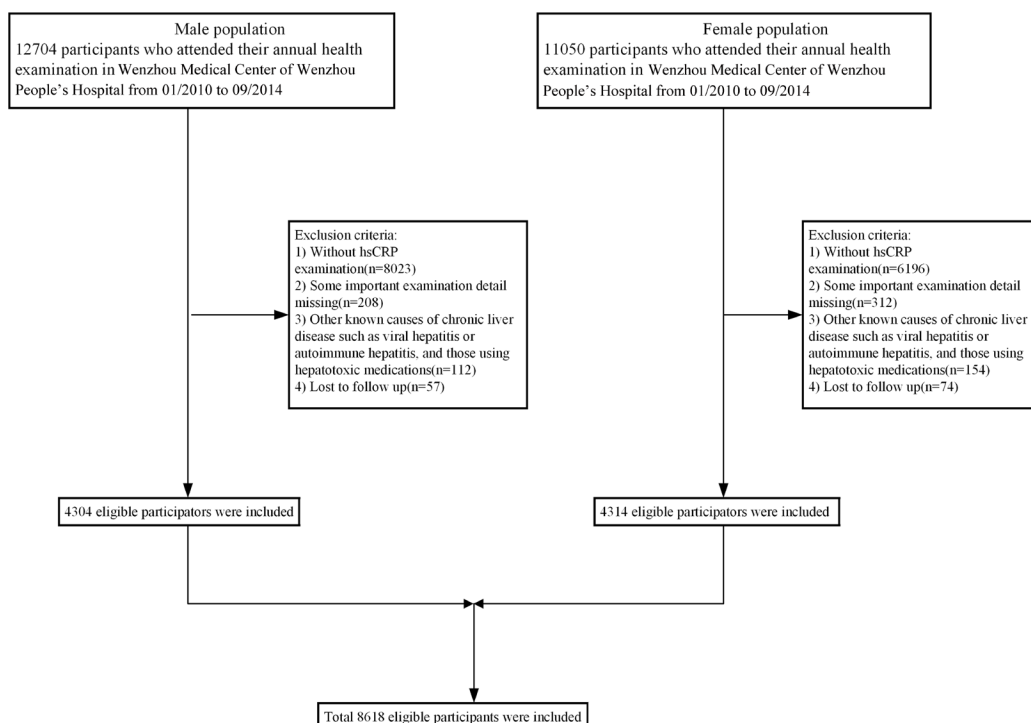 Male population
12704 participants who attended their annual health
examination in Wenzhou Medical Center of Wenzhou
People's Hospital from 01/2010 to 09/2014
Female population
11050 participants who attended their annual health
examination in Wenzhou Medical Center of Wenzhou
People's Hospital from 01/2010 to 09/2014
Exclusion criteria:
1) Without hsCRP
examination(n=8023)
2) Some important examination detail
missing(n=208)
3) Other known causes of chronic liver
disease such as viral hepatitis or
autoimmune hepatitis, and those using
hepatotoxic medications(n=112)
4) Lost to follow up(n=57)
Exclusion criteria:
1) Without hsCRP
examination(n=6196)
2) Some important examination detail
missing(n=312)
3) Other known causes of chronic liver
disease such as viral hepatitis or
autoimmune hepatitis, and those using
hepatotoxic medications(n=154)
4) Lost to follow up(n=74)
4304 eligible participators were included
4314 eligible participators were included
Total 8618 eligible participants were included